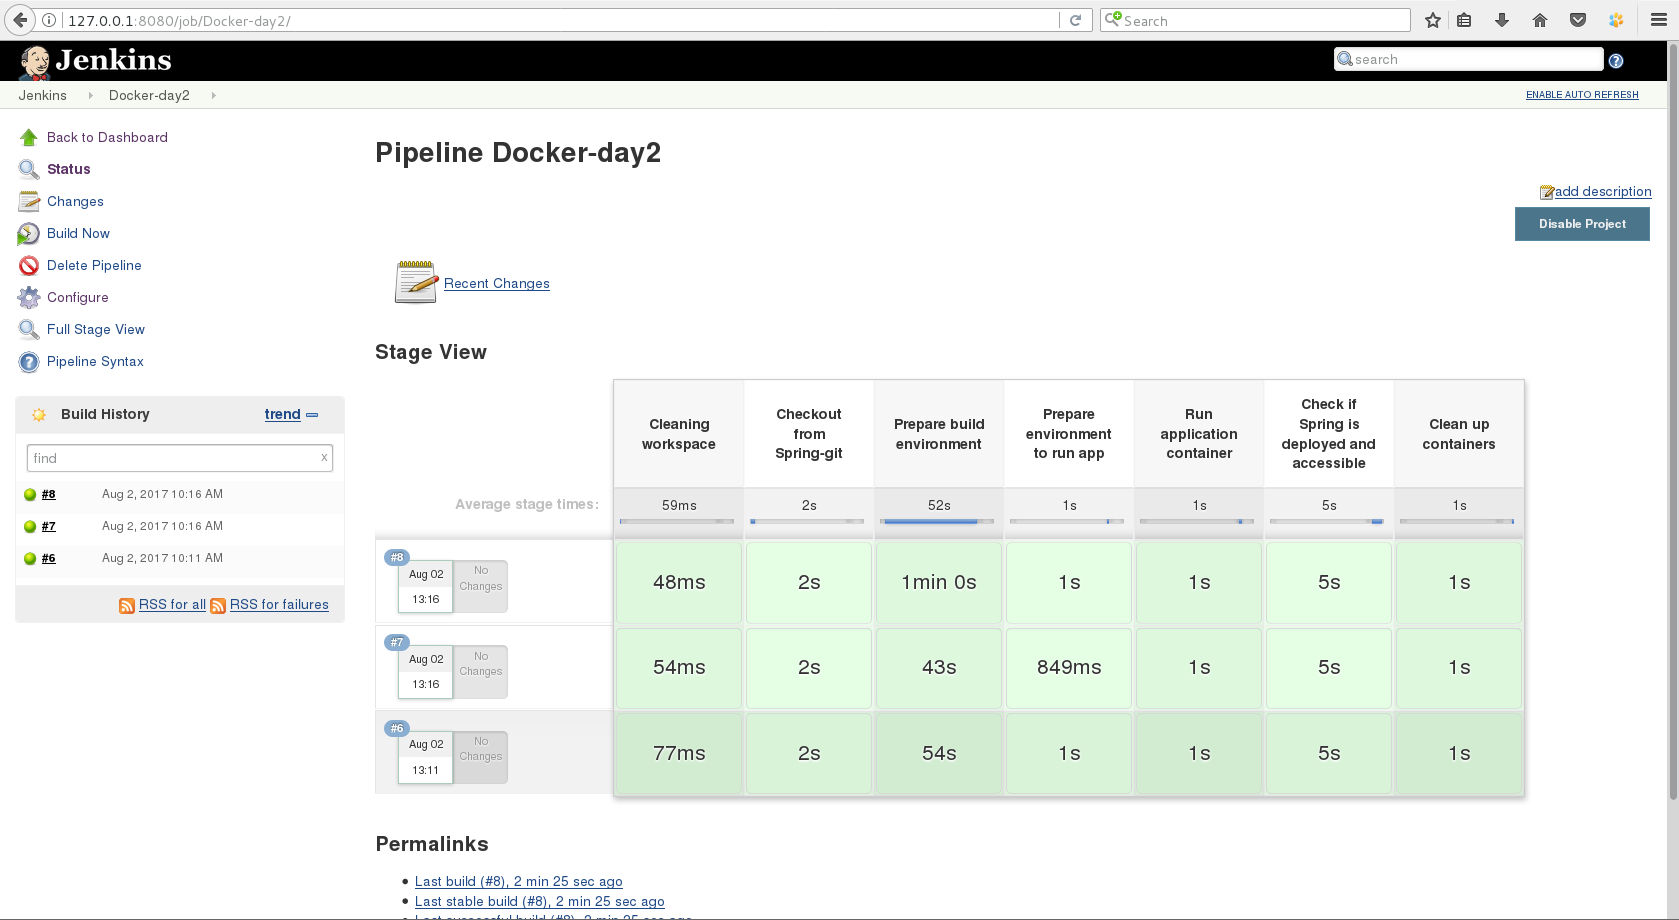 127.0.0.1:8080/job/Docker-day2/
Search
Jenkins
search
Jenkins
Docker-day2
ENABLE AUTO REFRESH
Back to Dashboard
Status
Changes
Build Now
Delete Pipeline
Configure
Full Stage View
Pipeline Syntax
Build History
trend
find
x
#8 Aug 2, 2017 10:16 AM
#7 Aug 2, 2017 10:16 AM
#6 Aug 2, 2017 10:11 AM
RSS for all RSS for failures
Pipeline Docker-day2
add description
Disable Project
Recent Changes
Stage View
Cleaning
workspace
Checkout
from
Spring-git
Prepare build
environment
Prepare
environment
to run app
Run
application
container
Check if
Spring is
deployed and
accessible
Clean up
containers
Average stage times:
59ms 2s 52s 1s 1s 5s 1s
#8
Aug 02
13:16
No
Changes
48ms 2s 1min 0s 1s 1s 5s 1s
#7
Aug 02
13:16
No
Changes
54ms 2s 43s 849ms 1s 5s 1s
#6
Aug 02
13:11
No
Changes
77ms 2s 54s 1s 1s 5s 1s
Permalinks
Last build (#8), 2 min 25 sec ago
Last stable build (#8), 2 min 25 sec ago
Last successful build (#8), 2 min 25 sec ago